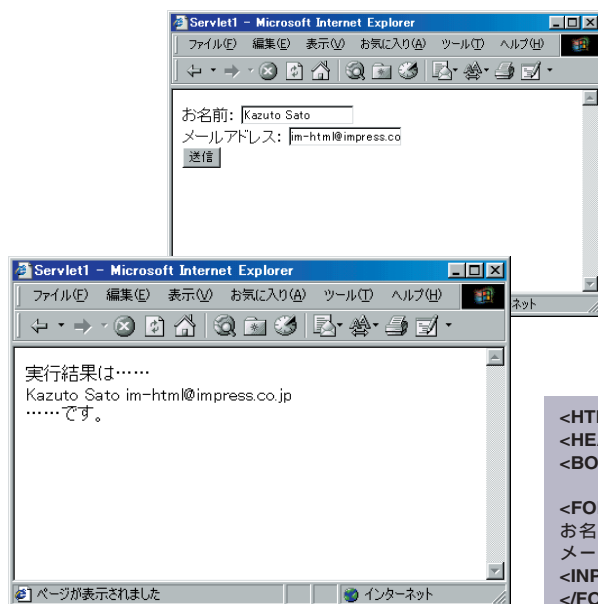 Servlet1 - Microsoft Internet Explorer
ファイル(F) 編集(E) 表示(V) お気に入り(A) ツール(T) ヘルプ(H)
お名前: Kazuto Sato
メールアドレス: im-html@impress.co
送信
Servlet1 - Microsoft Internet Explorer
ファイル(F) 編集(E) 表示(V) お気に入り(A) ツール(T) ヘルプ(H)
実行結果は……
Kazuto Sato im-html@impress.co.jp
……です。
ページが表示されました インターネット
ネット
<HT
<HE
<BO
<FO
お名
メー
<INP
</FO